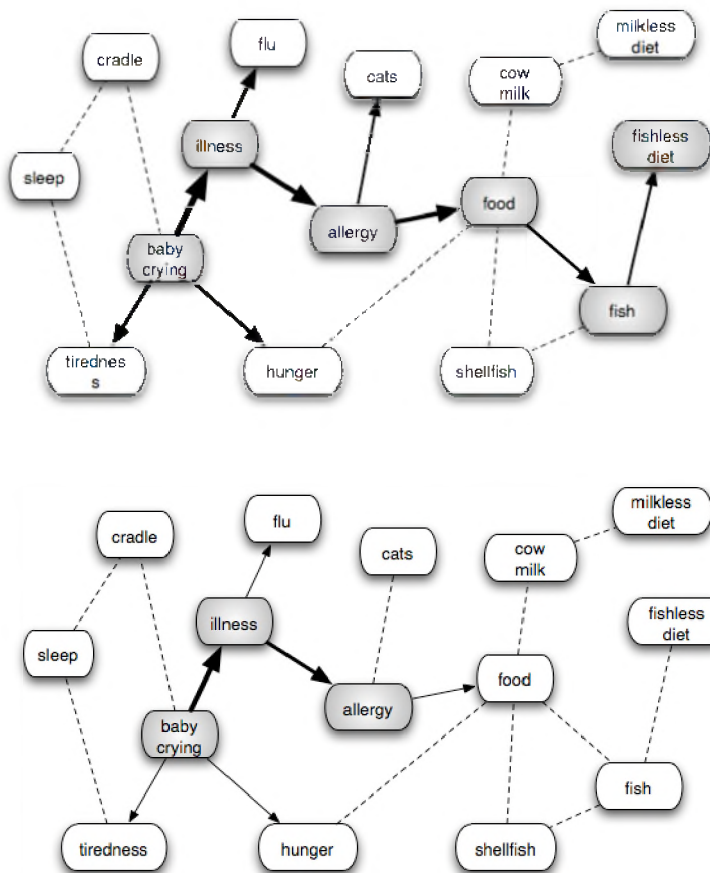 flu
milkless
diet
cradle
cats
cow
milk
illness
fishless
diet
sleep
food
allergy
baby
crying
fish
tirednes
s
hunger
shellfish
flu
milkless
diet
cradle
cats
cow
milk
illness
fishless
diet
sleep
food
allergy
baby
crying
fish
tiredness
hunger
shellfish